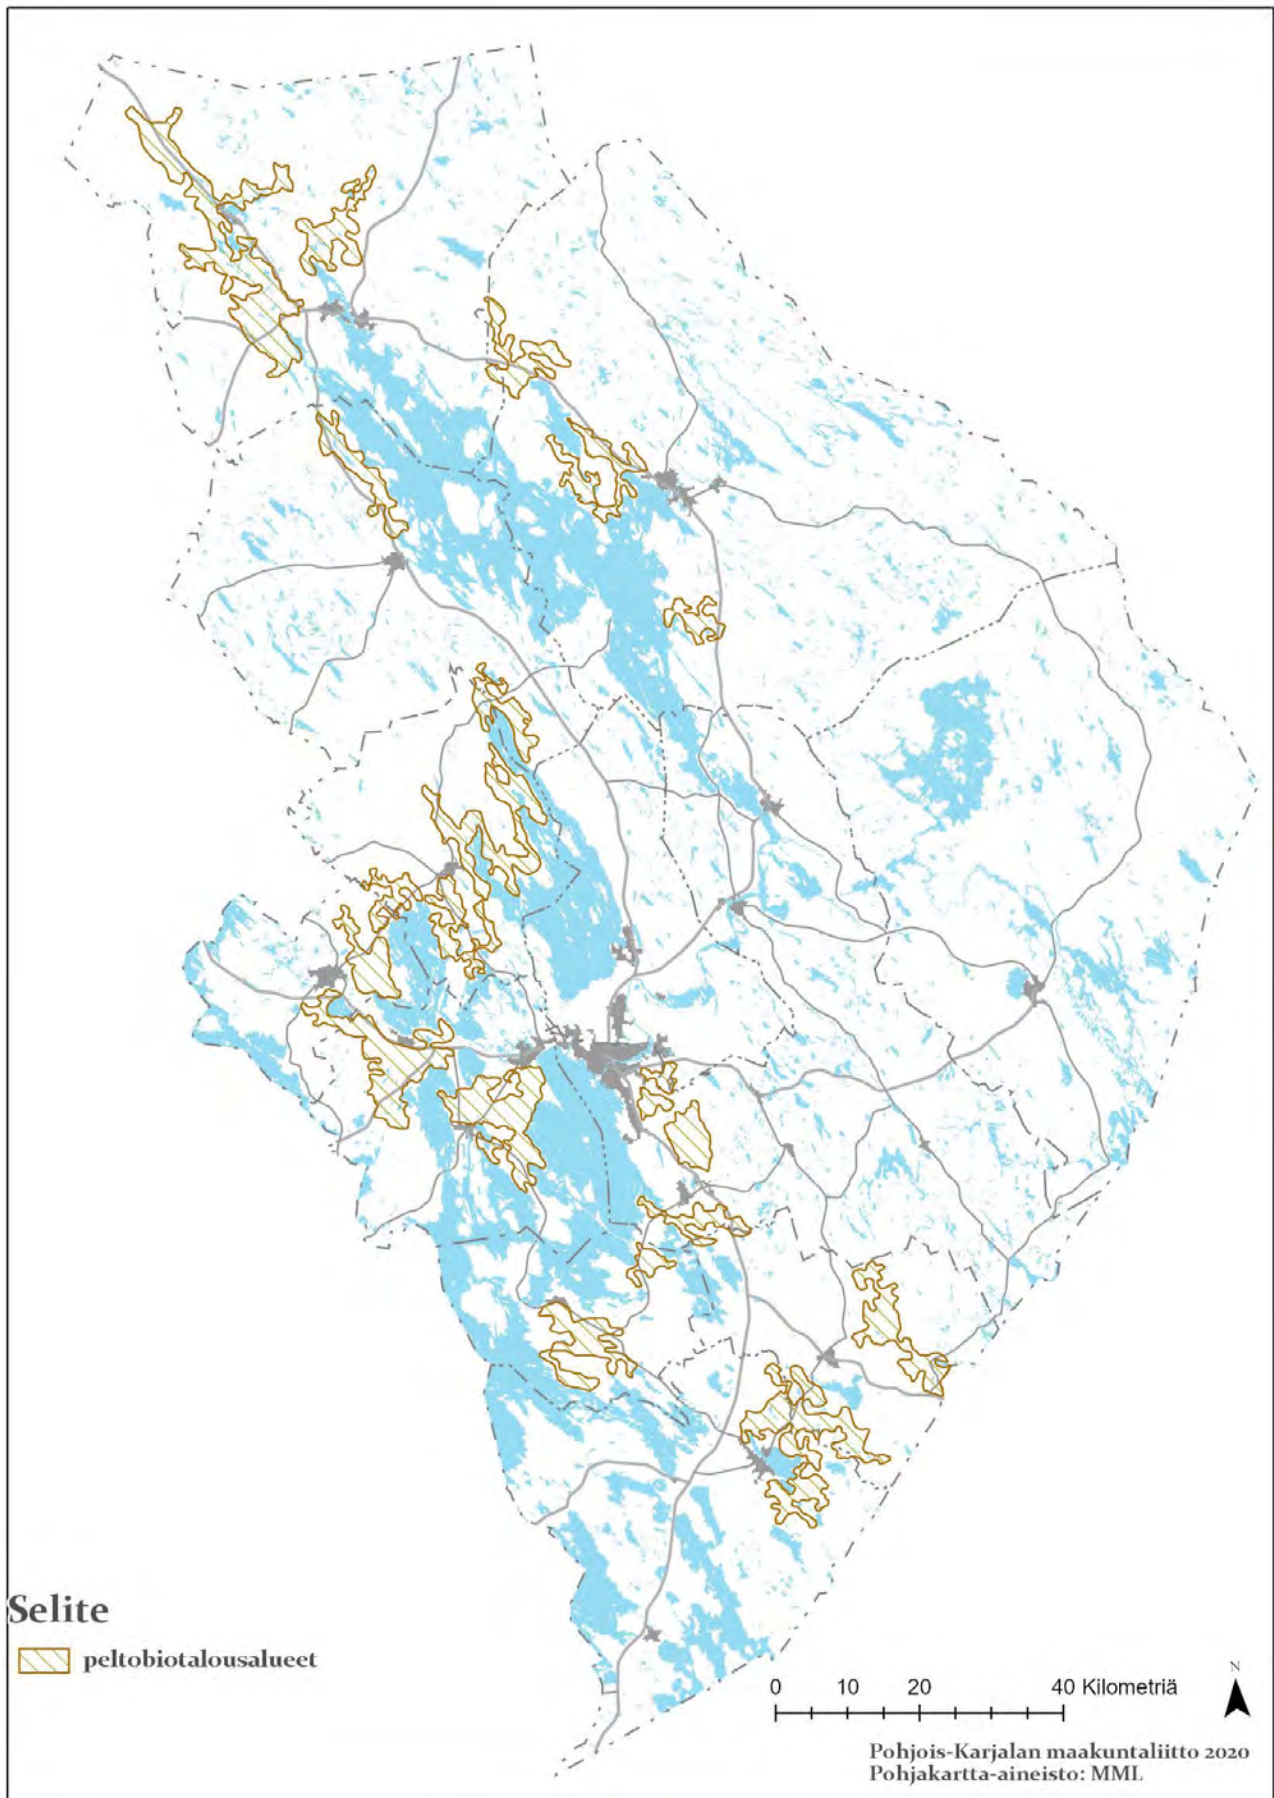 Selite
peltobiotalousalueet
0 10 20 40 Kilometriä
N
Pohjois-Karjalan maakuntaliitto 2020
Pohjakartta-aineisto: MML